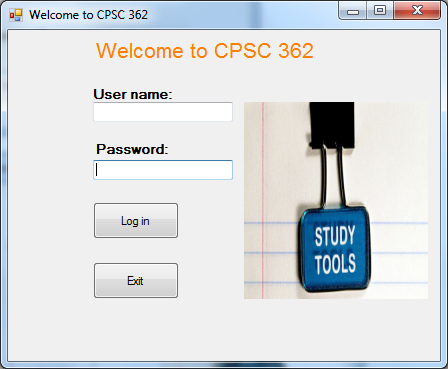 Welcome to CPSC 362
Welcome to CPSC 362
User name:
Password:
Log in
Exit
STUDY
TOOLS